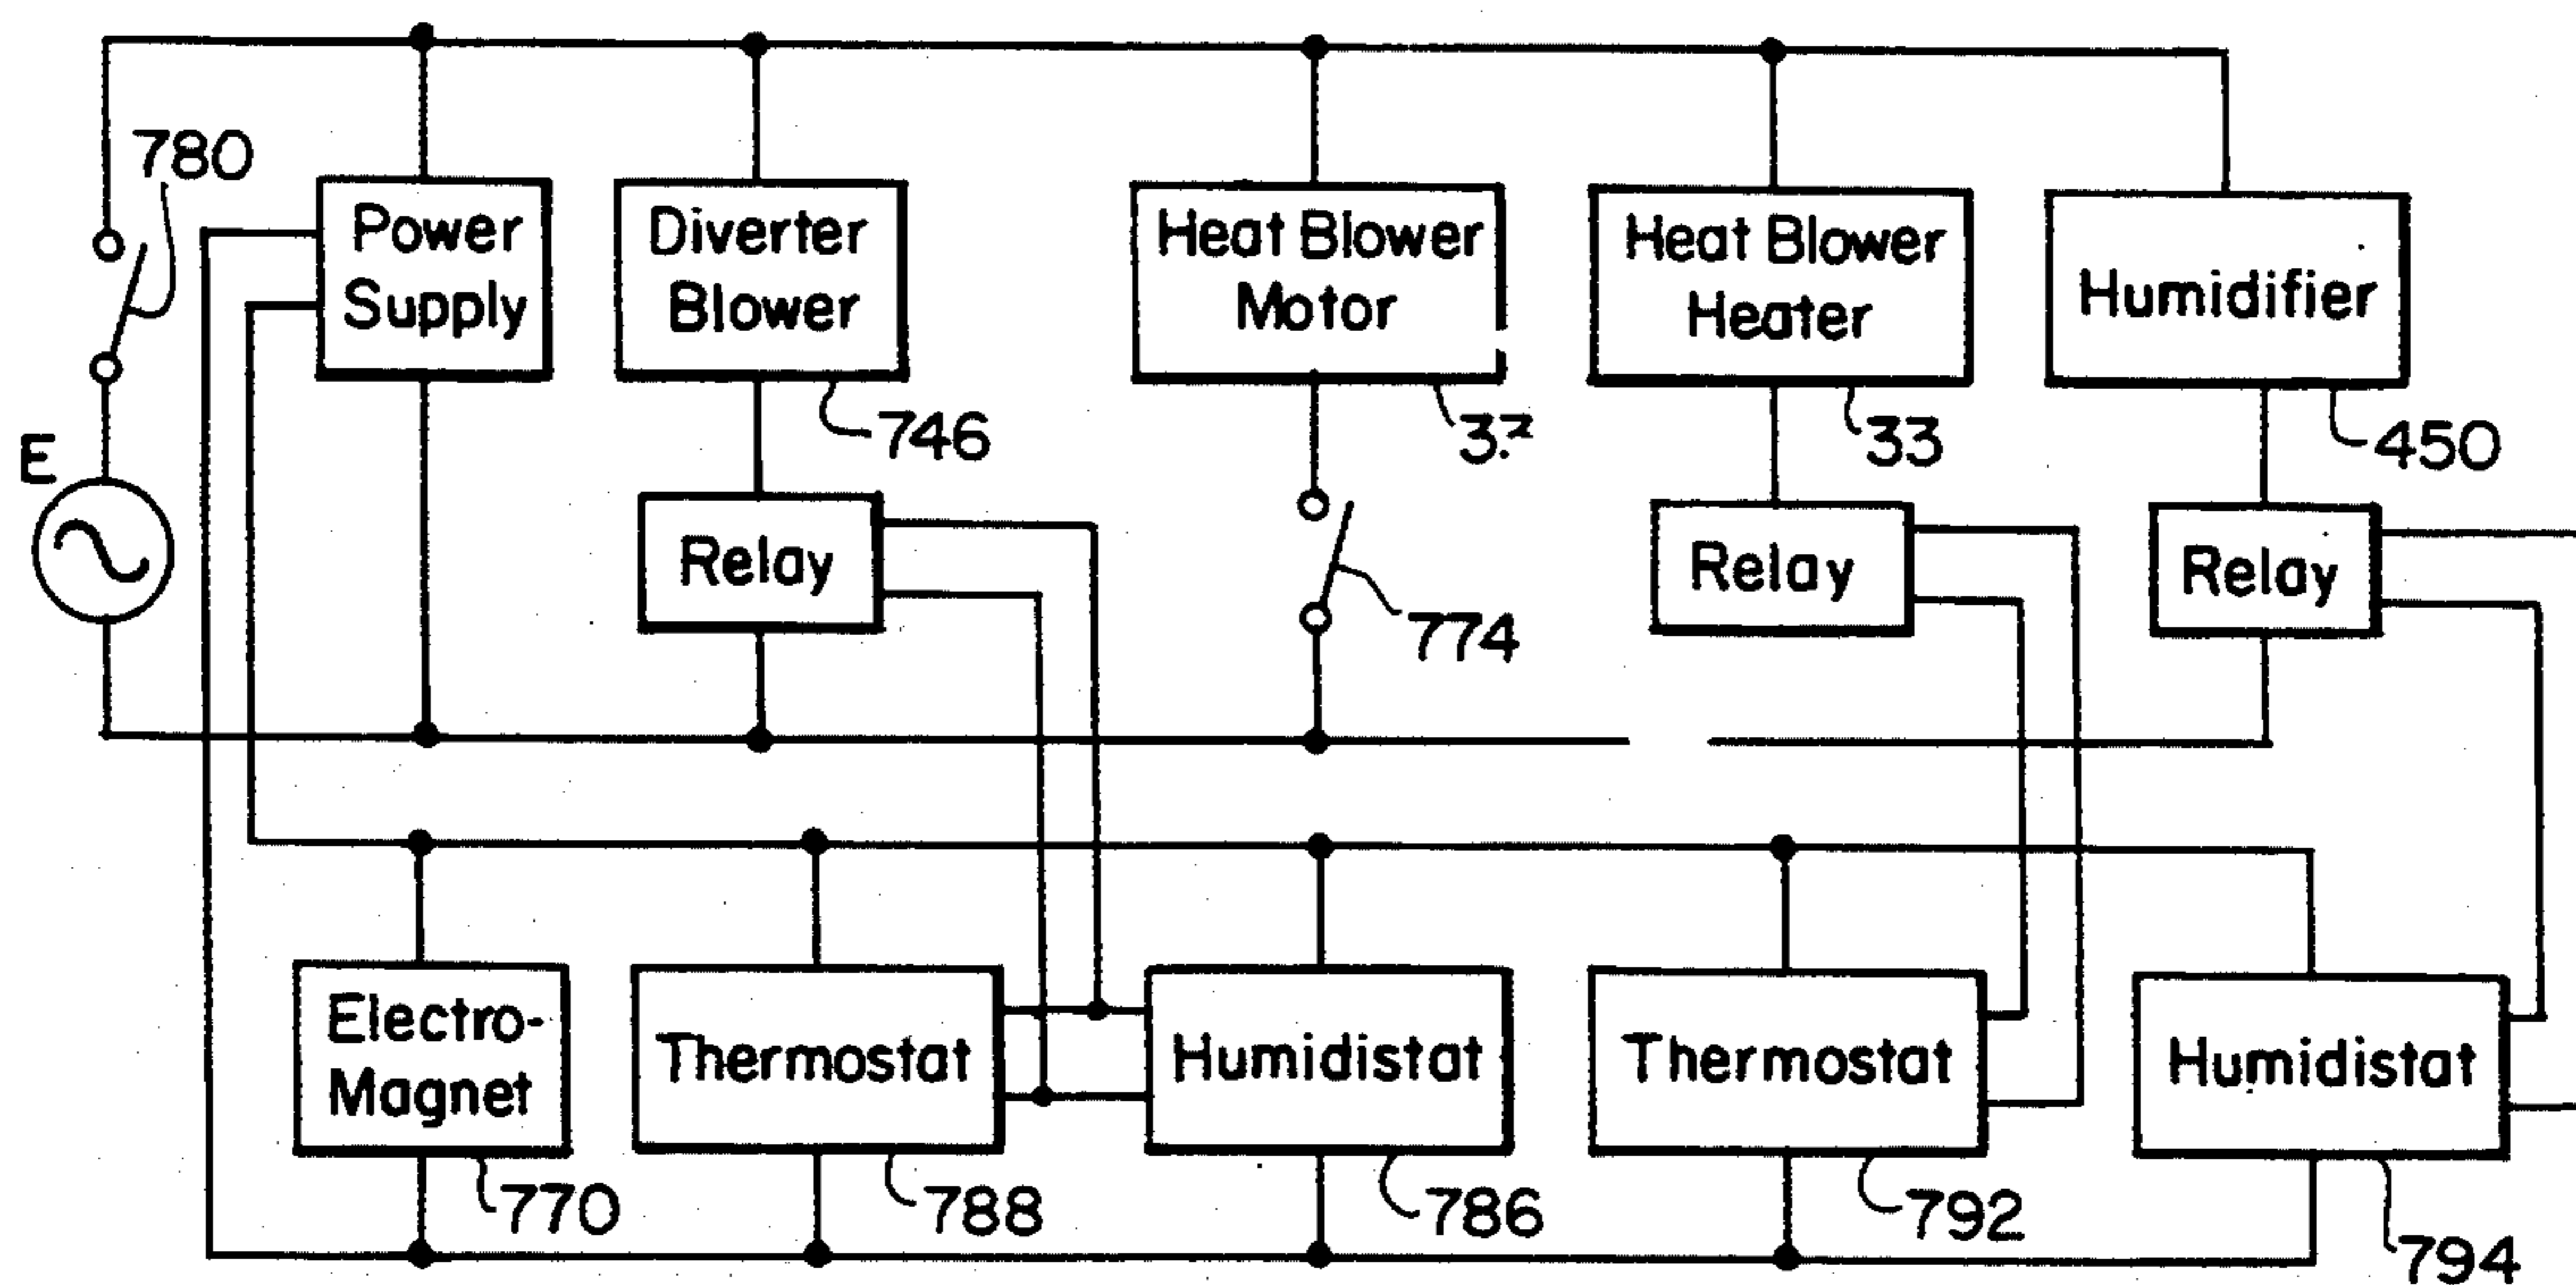 780
Power
Supply
Diverter
Blower
Heat Blower
Motor
Heat Blower
Heater
Humidifier
746
33
450
E
Relay
Relay
Relay
774
Electro-
Magnet
Thermostat
Humidistat
Thermostat
Humidistat
770
788
786
792
794